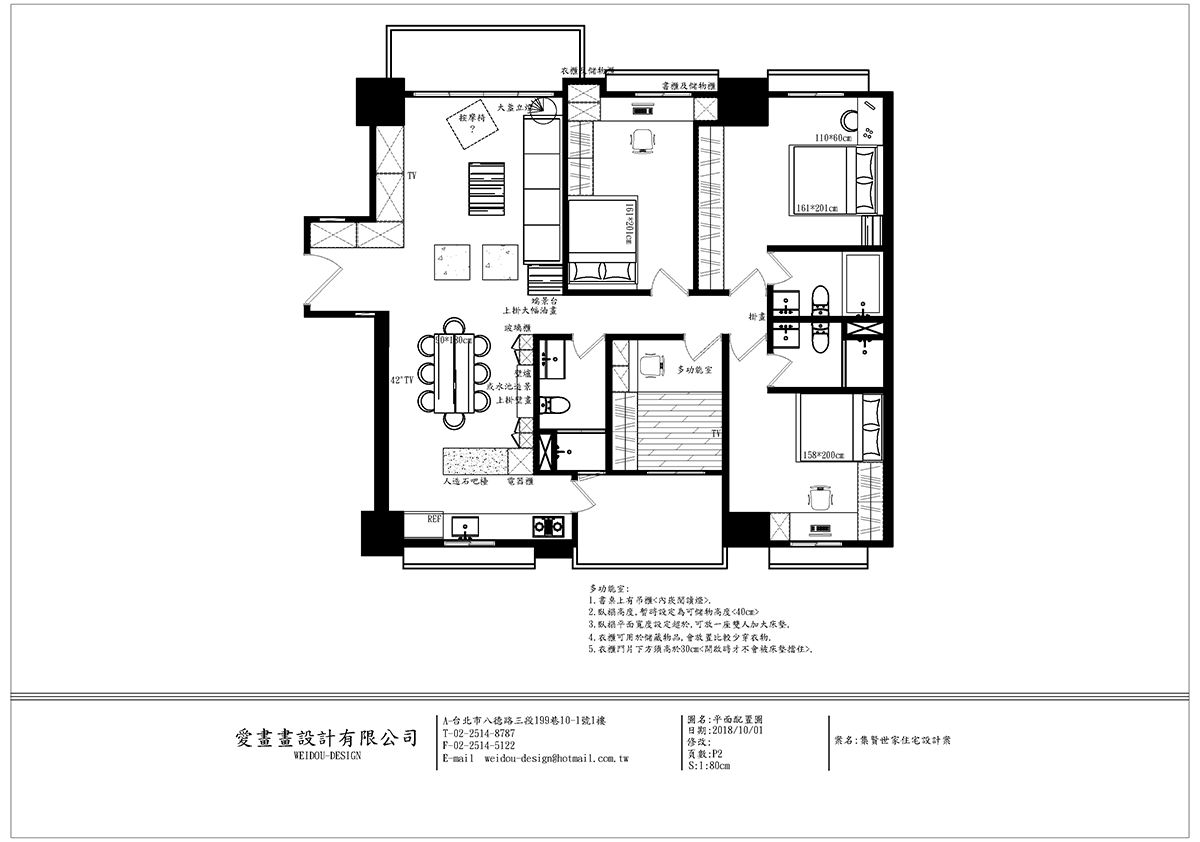 衣櫃及儲物櫃
書櫃及儲物櫃
大盞立燈
按摩椅
?
110*60cm
TV
161*201cm
161*201cm
端景台
上掛大幅油畫
掛畫
玻璃櫃
90*180cm
多功能室
壁爐
42"TV
或水池造景
上掛壁畫
TV
158*200cm
人造石吧檯
電器櫃
REF
多功能室:
1.書桌上有吊櫃<內崁閱讀燈>.
2.臥榻高度,暫時設定為可儲物高度<40cm>
3.臥榻平面寬度設定超於,可放一座雙人加大床墊.
4.衣櫃可用於儲藏物品,會放置比較少穿衣物.
5.衣櫃門片下方須高於30cm<開啟時才不會被床墊擋住>.
愛畫畫設計有限公司
WEIDOU-DESIGN
A-台北市八德路三段199巷10-1號1樓
T-02-2514-8787
F-02-2514-5122
E-mail weidou-design@hotmail.com.tw
圖名:平面配置圖
日期:2018/10/01
修改:
頁數:P2
S:1:80cm
案名:集賢世家住宅設計案